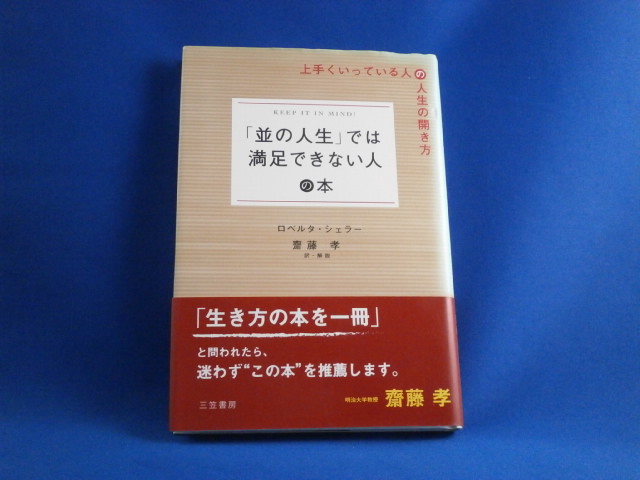 上手くいっている人の人生の開き方
KEEP IT IN MIND!
「並の人生」では
満足できない人
の本
ロベルタ・シェラー
齋藤 孝
訳・解説
「生き方の本を一冊」
と問われたら、
迷わず“この本”を推薦します。
三笠書房
明治大学教授 齋藤 孝